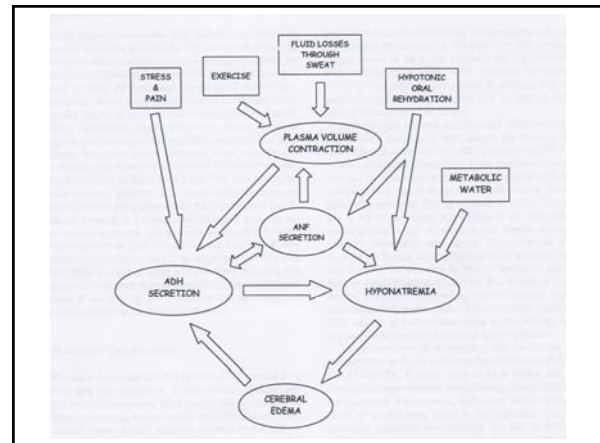 FLUID LOSSES
THROUGH
SWEAT
STRESS
&
PAIN
EXERCISE
HYPOTONIC
ORAL
REHYDRATION
PLASMA VOLUME
CONTRACTION
METABOLIC
WATER
ANF
SECRETION
ADH
SECRETION
HYPONATREMIA
CEREBRAL
EDEMA